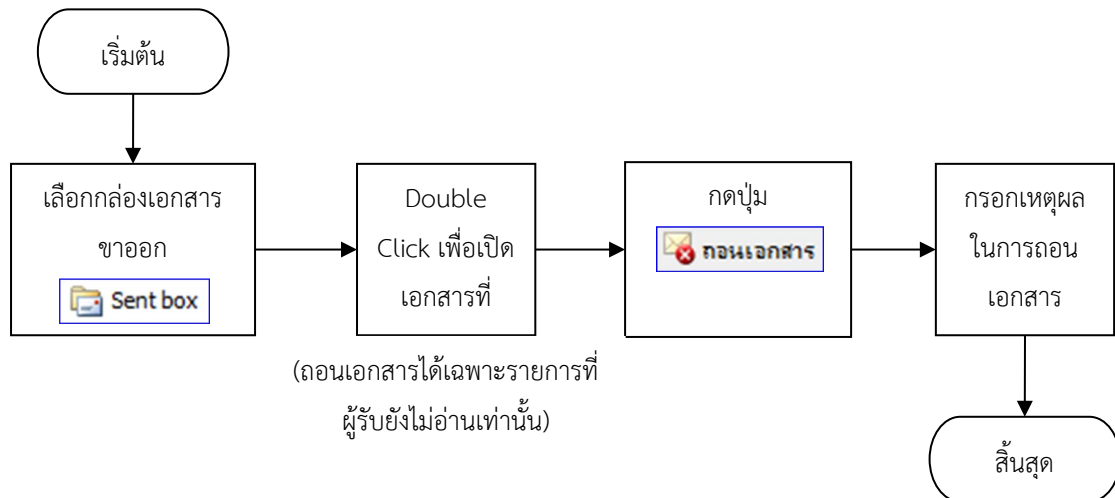 เริ่มต้น
เลือกกล่องเอกสาร
ขาออก
Sent box
Double
Click เพื่อเปิด
เอกสารที่
(ถอนเอกสารได้เฉพาะรายการที่
ผู้รับยังไม่อ่านเท่านั้น)
กดปุ่ม
ถอนเอกสาร
กรอกเหตุผล
ในการถอน
เอกสาร
สิ้นสุด